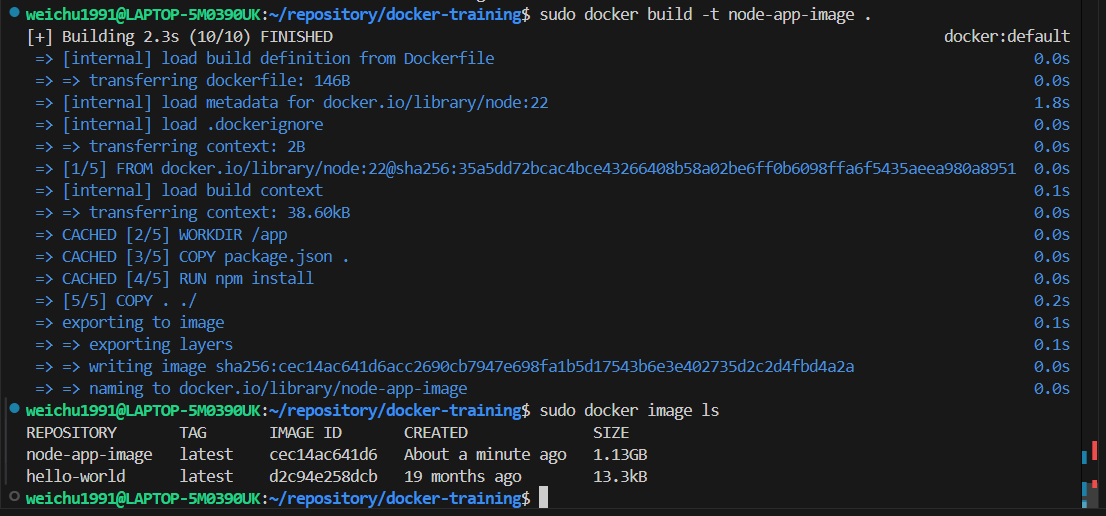 weichu1991@LAPTOP-5M0390UK:~/repository/docker-training$ sudo docker build -t node-app-image .
[+] Building 2.3s (10/10) FINISHED docker:default
=> [internal] load build definition from Dockerfile 0.0s
=> => transferring dockerfile: 146B 0.0s
=> [internal] load metadata for docker.io/library/node:22 1.8s
=> [internal] load .dockerignore 0.0s
=> => transferring context: 2B 0.0s
=> [1/5] FROM docker.io/library/node:22@sha256:35a5dd72bcac4bce43266408b58a02be6ff0b6098ffa6f5435aeea980a8951 0.0s
=> [internal] load build context 0.1s
=> => transferring context: 38.60kB 0.0s
=> CACHED [2/5] WORKDIR /app 0.0s
=> CACHED [3/5] COPY package.json . 0.0s
=> CACHED [4/5] RUN npm install 0.0s
=> [5/5] COPY . ./ 0.2s
=> exporting to image 0.1s
=> => exporting layers 0.1s
=> => writing image sha256:cec14ac641d6acc2690cb7947e698fa1b5d17543b6e3e402735d2c2d4fbd4a2a 0.0s
=> => naming to docker.io/library/node-app-image 0.0s
weichu1991@LAPTOP-5M0390UK:~/repository/docker-training$ sudo docker image ls
REPOSITORY TAG IMAGE ID CREATED SIZE
node-app-image latest cec14ac641d6 About a minute ago 1.13GB
hello-world latest d2c94e258dcb 19 months ago 13.3kB
weichu1991@LAPTOP-5M0390UK:~/repository/docker-training$